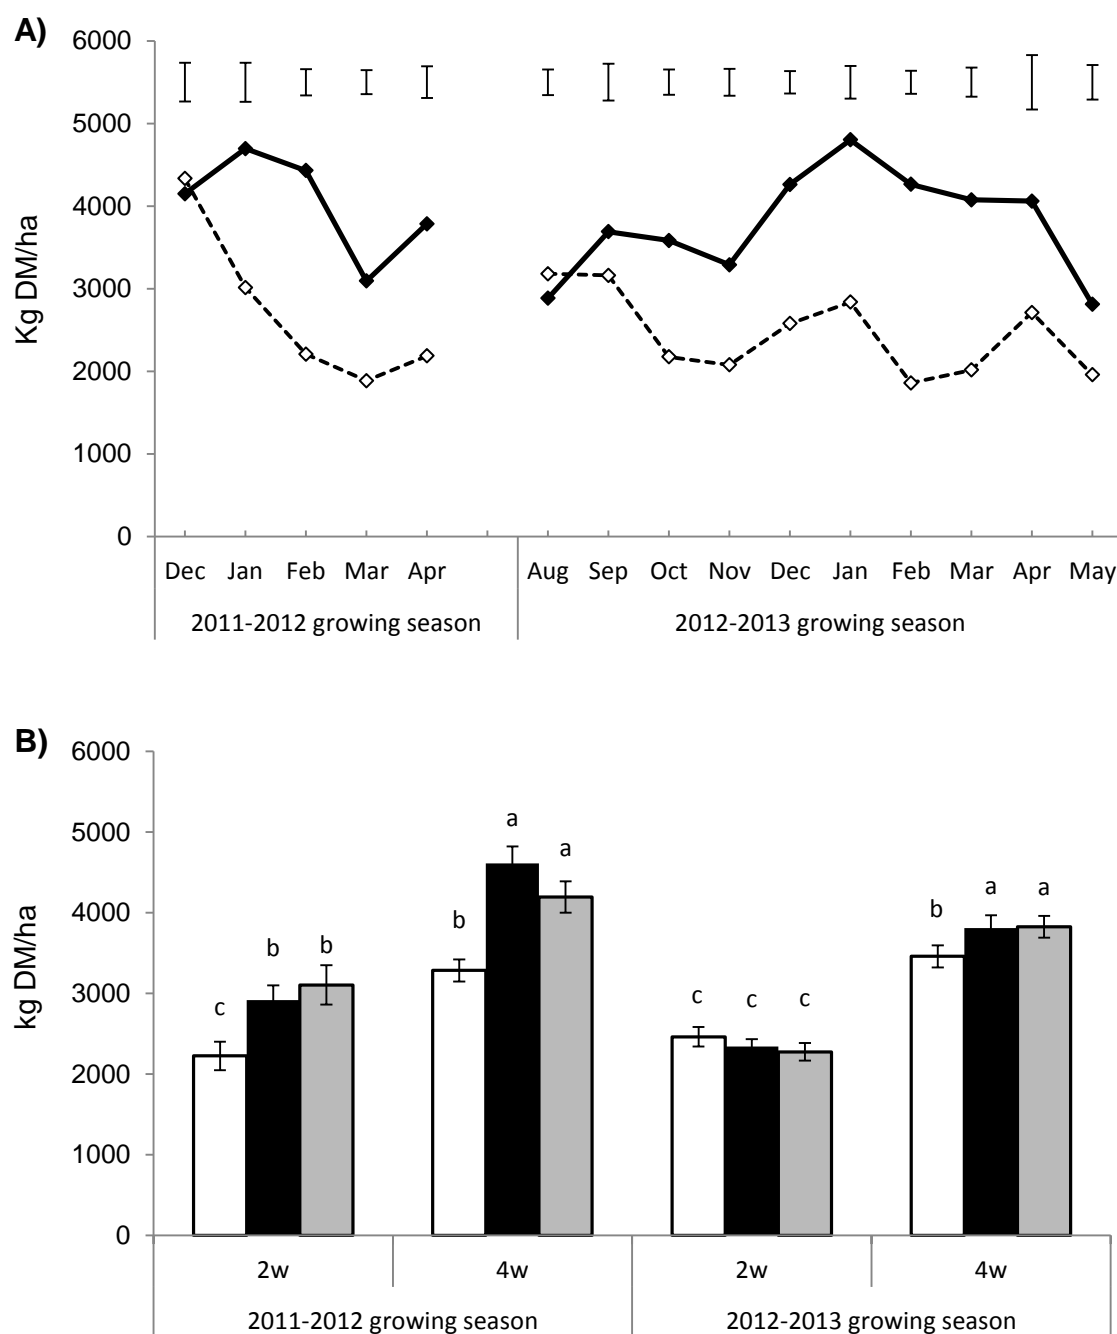 A)
6000
5000
4000
3000
2000
1000
0
Kg DM/ha
Dec Jan Feb Mar Apr Aug Sep Oct Nov Dec Jan Feb Mar Apr May
2011-2012 growing season 2012-2013 growing season
B)
6000
5000
4000
3000
2000
1000
0
kg DM/ha
c b b b a a c c c b a a
2w 4w 2w 4w
2011-2012 growing season 2012-2013 growing season